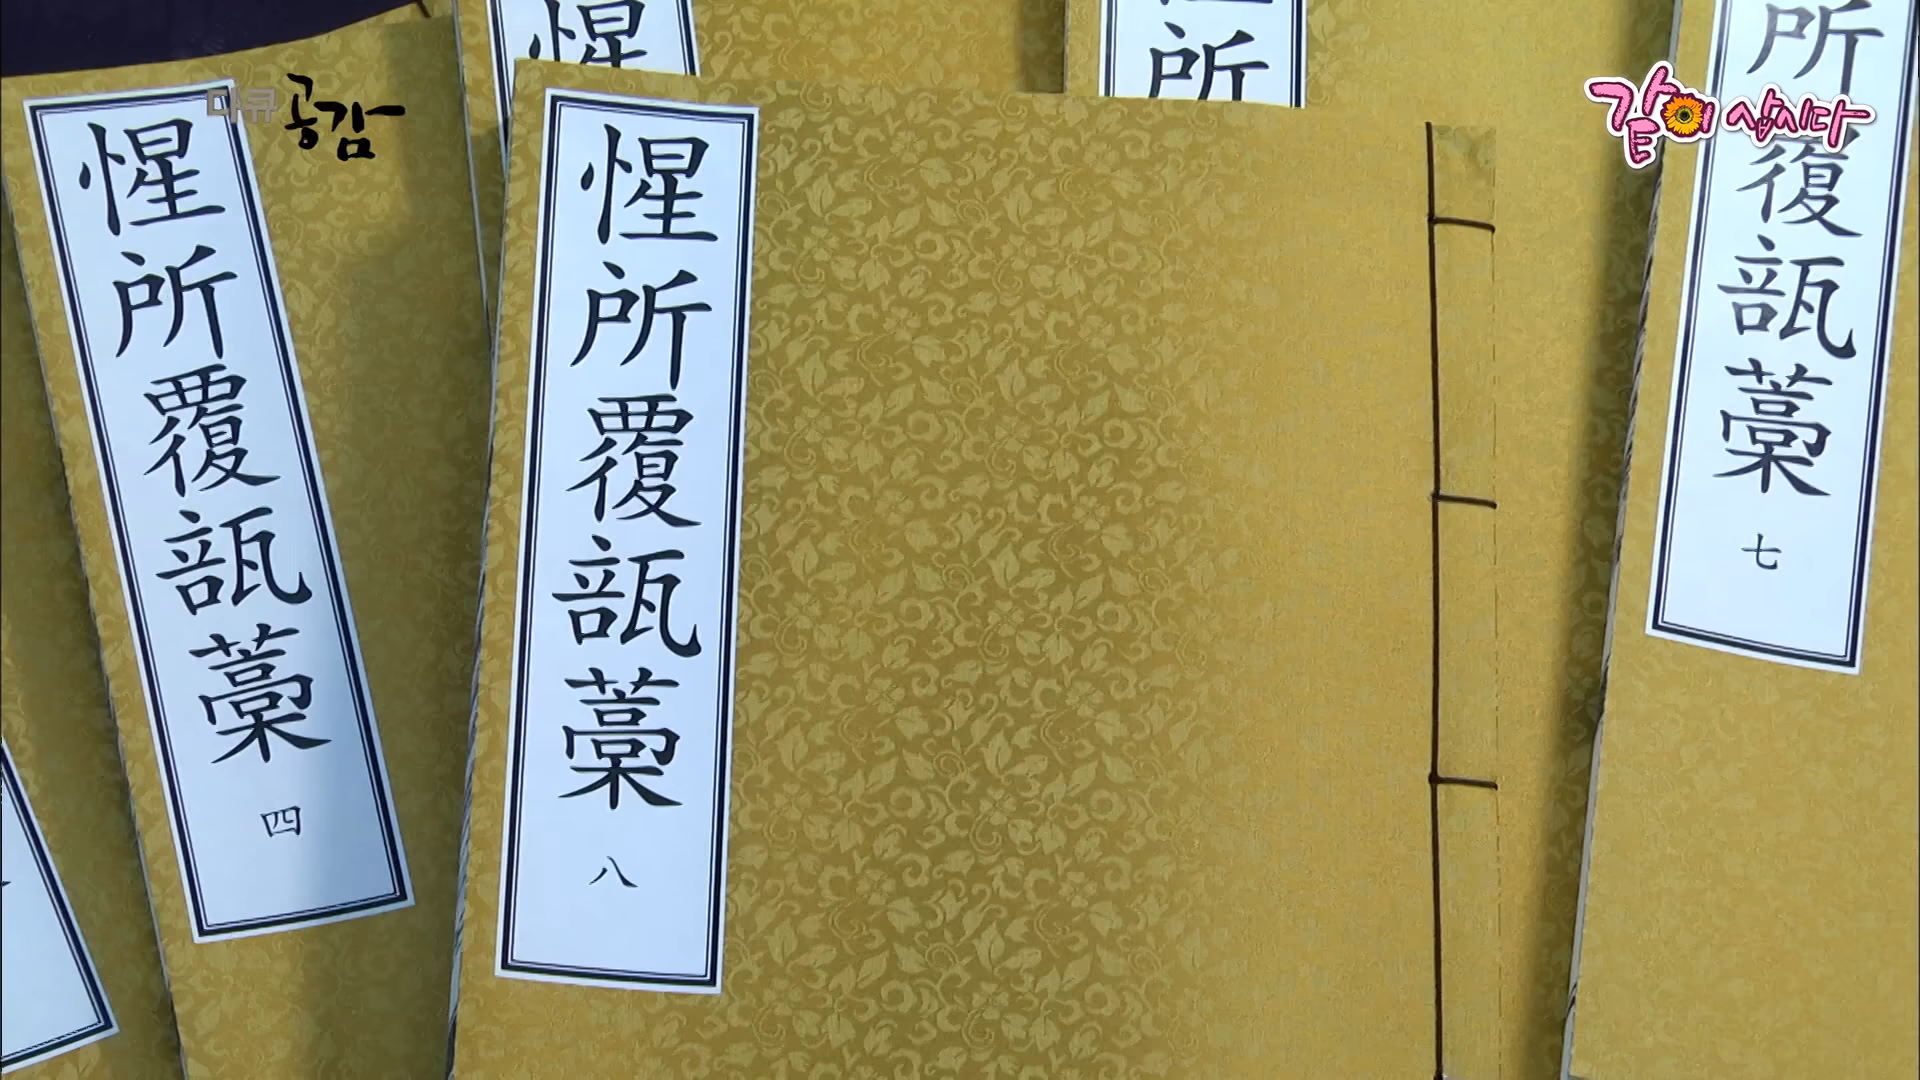 다큐 공감
같이 삽시다
惺所覆瓿藁 四
惺
惺所覆瓿藁 八
所
所覆瓿藁 七